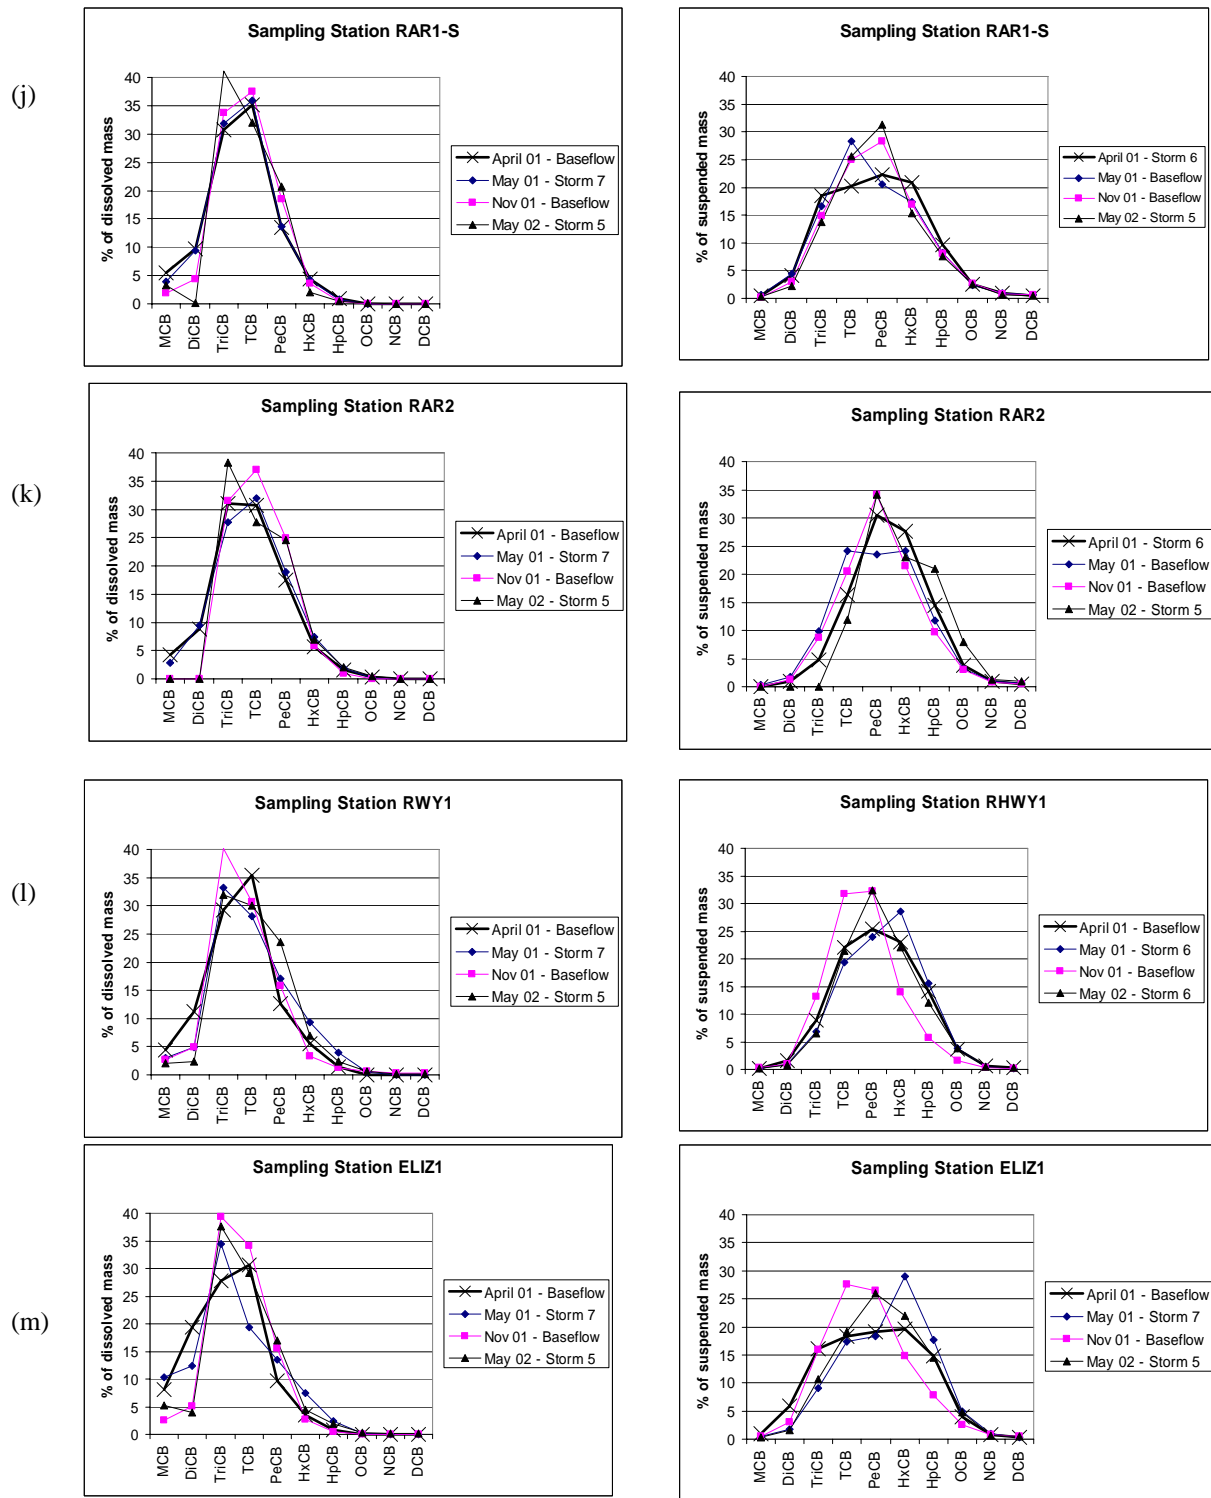 (j)
Sampling Station RAR1-S
% of dissolved mass
40
35
30
25
20
15
10
5
0
MCB
DiCB
TriCB
TCB
PeCB
HxCB
HpCB
OCB
NCB
DCB
April 01 - Baseflow
May 01 - Storm 7
Nov 01 - Baseflow
May 02 - Storm 5
Sampling Station RAR1-S
% of suspended mass
40
35
30
25
20
15
10
5
0
MCB
DiCB
TriCB
TCB
PeCB
HxCB
HpCB
OCB
NCB
DCB
April 01 - Storm 6
May 01 - Baseflow
Nov 01 - Baseflow
May 02 - Storm 5
(k)
Sampling Station RAR2
% of dissolved mass
40
35
30
25
20
15
10
5
0
MCB
DiCB
TriCB
TCB
PeCB
HxCB
HpCB
OCB
NCB
DCB
April 01 - Baseflow
May 01 - Storm 7
Nov 01 - Baseflow
May 02 - Storm 5
Sampling Station RAR2
% of suspended mass
40
35
30
25
20
15
10
5
0
MCB
DiCB
TriCB
TCB
PeCB
HxCB
HpCB
OCB
NCB
DCB
April 01 - Storm 6
May 01 - Baseflow
Nov 01 - Baseflow
May 02 - Storm 5
(l)
Sampling Station RWY1
% of dissolved mass
40
35
30
25
20
15
10
5
0
MCB
DiCB
TriCB
TCB
PeCB
HxCB
HpCB
OCB
NCB
DCB
April 01 - Baseflow
May 01 - Storm 7
Nov 01 - Baseflow
May 02 - Storm 5
Sampling Station RHWY1
% of suspended mass
40
35
30
25
20
15
10
5
0
MCB
DiCB
TriCB
TCB
PeCB
HxCB
HpCB
OCB
NCB
DCB
April 01 - Baseflow
May 01 - Storm 6
Nov 01 - Baseflow
May 02 - Storm 6
(m)
Sampling Station ELIZ1
% of dissolved mass
40
35
30
25
20
15
10
5
0
MCB
DiCB
TriCB
TCB
PeCB
HxCB
HpCB
OCB
NCB
DCB
April 01 - Baseflow
May 01 - Storm 7
Nov 01 - Baseflow
May 02 - Storm 5
Sampling Station ELIZ1
% of suspended mass
40
35
30
25
20
15
10
5
0
MCB
DiCB
TriCB
TCB
PeCB
HxCB
HpCB
OCB
NCB
DCB
April 01 - Baseflow
May 01 - Storm 7
Nov 01 - Baseflow
May 02 - Storm 5